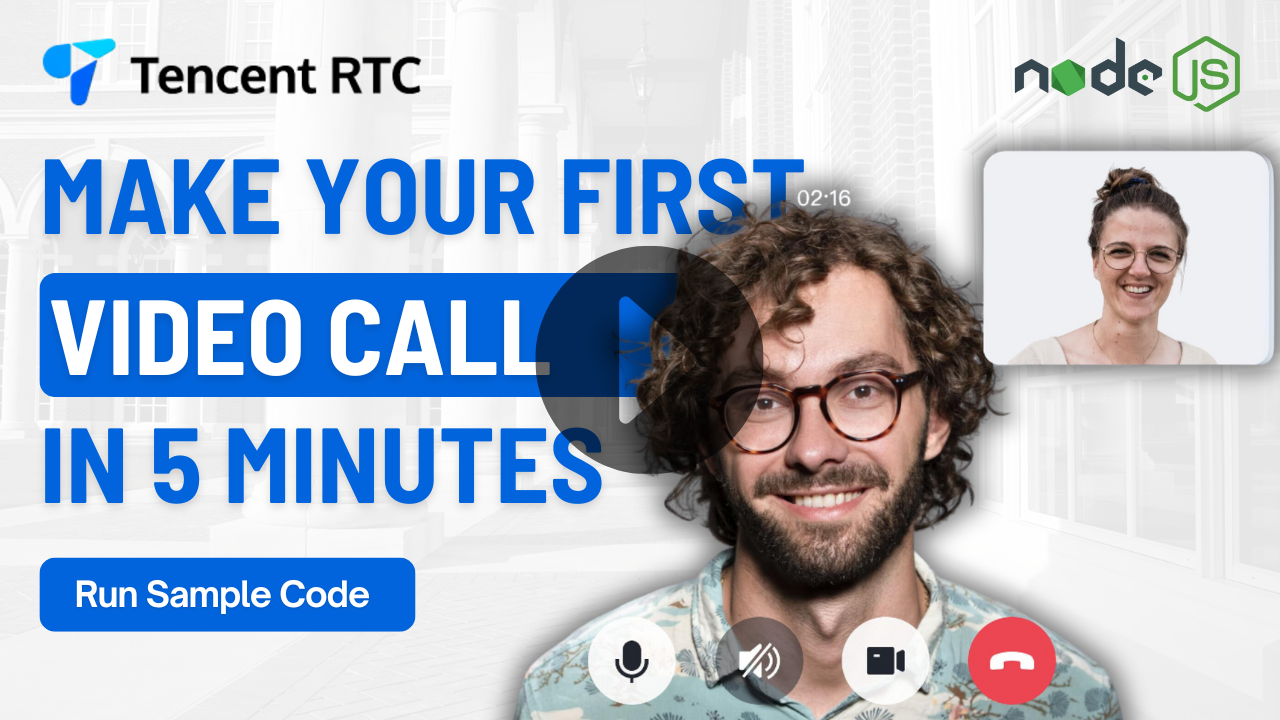 Tencent RTC
node JS
MAKE YOUR FIRST
02:16
VIDEO CALL
IN 5 MINUTES
Run Sample Code